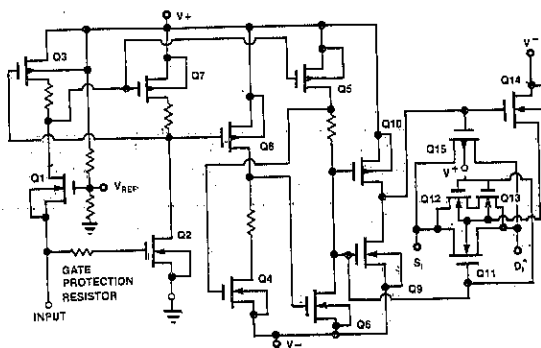 V+
V-
Q3
Q7
Q5
Q14
Q10
Q15
Q8
V+
Q1
VREF
Q12
Q13
Q2
Q4
S1
D1
Q11
Q9
GATE
PROTECTION
RESISTOR
Q6
INPUT
V-